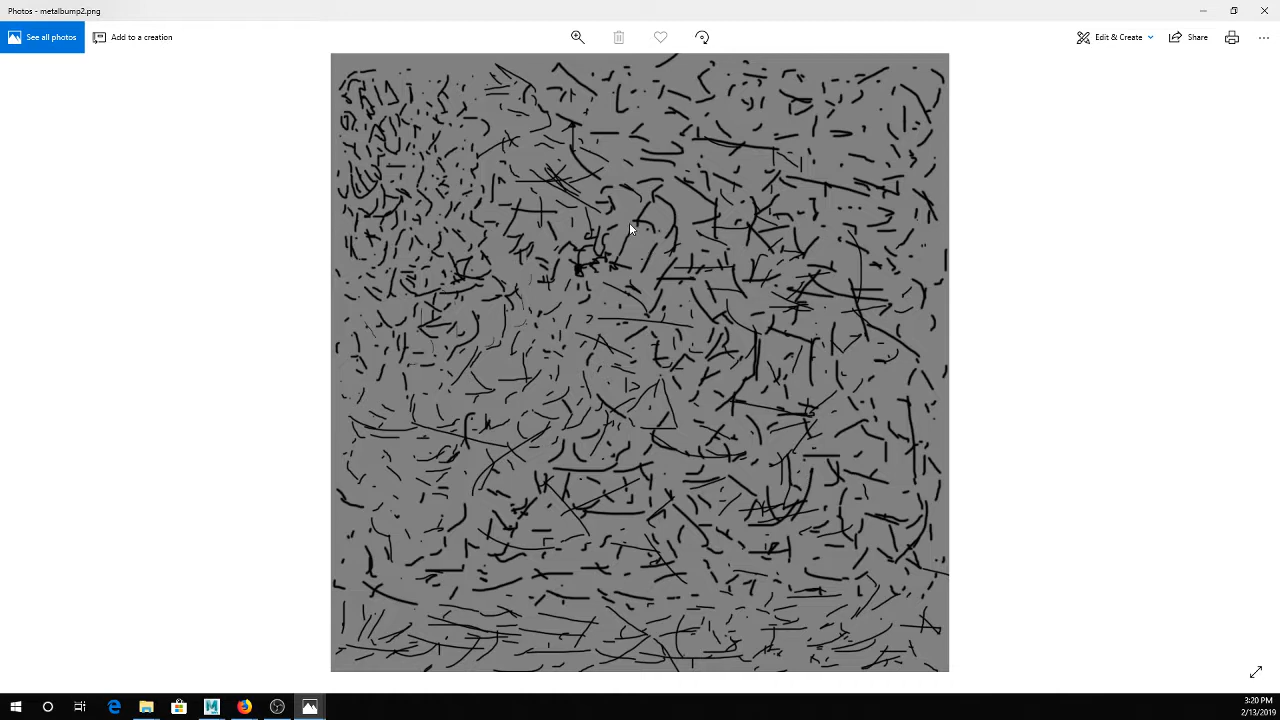 Photos - metalbump2.png
See all photos
Add to a creation
Edit & Create
Share
3:20 PM
2/13/2019